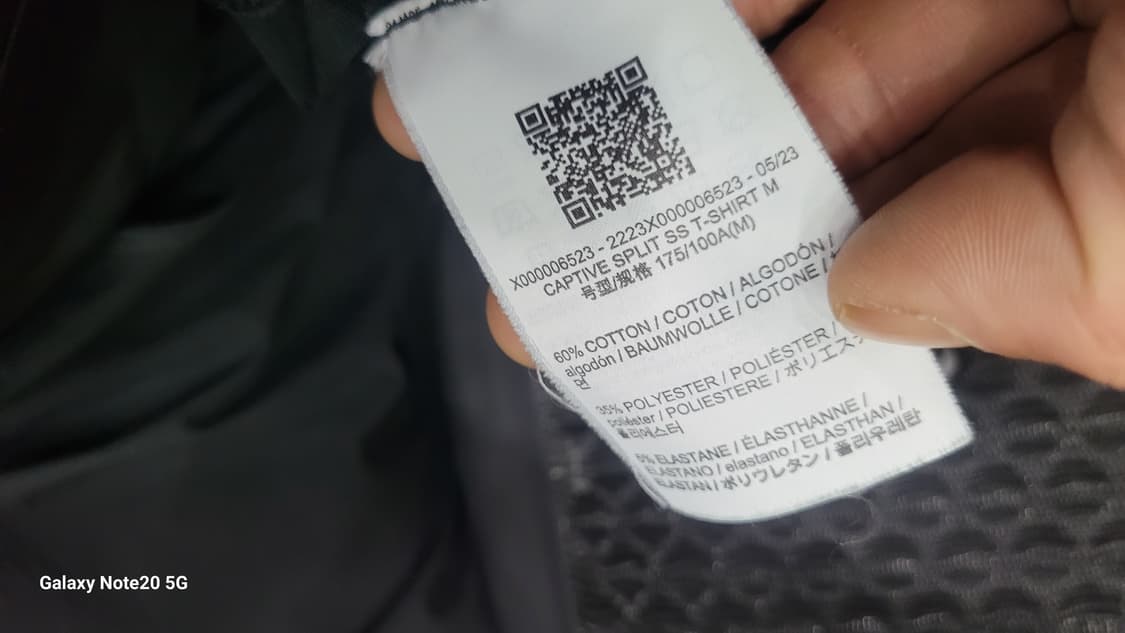 X000006523 - 2223X000006523 - 05/23
CAPTIVE SPLIT SS T-SHIRT M
号型/规格 175/100A(M)
60% COTTON / COTON / ALGODÓN /
algodón / BAUMWOLLE / COTONE /
면
35% POLYESTER / POLIÉSTER /
poliéster / POLIESTERE / ポリエステ
폴리에스터
5% ELASTANE / ÉLASTHANNE /
ELASTANO / elastano / ELASTHAN /
ELASTAN / ポリウレタン / 폴리우레탄
Galaxy Note20 5G